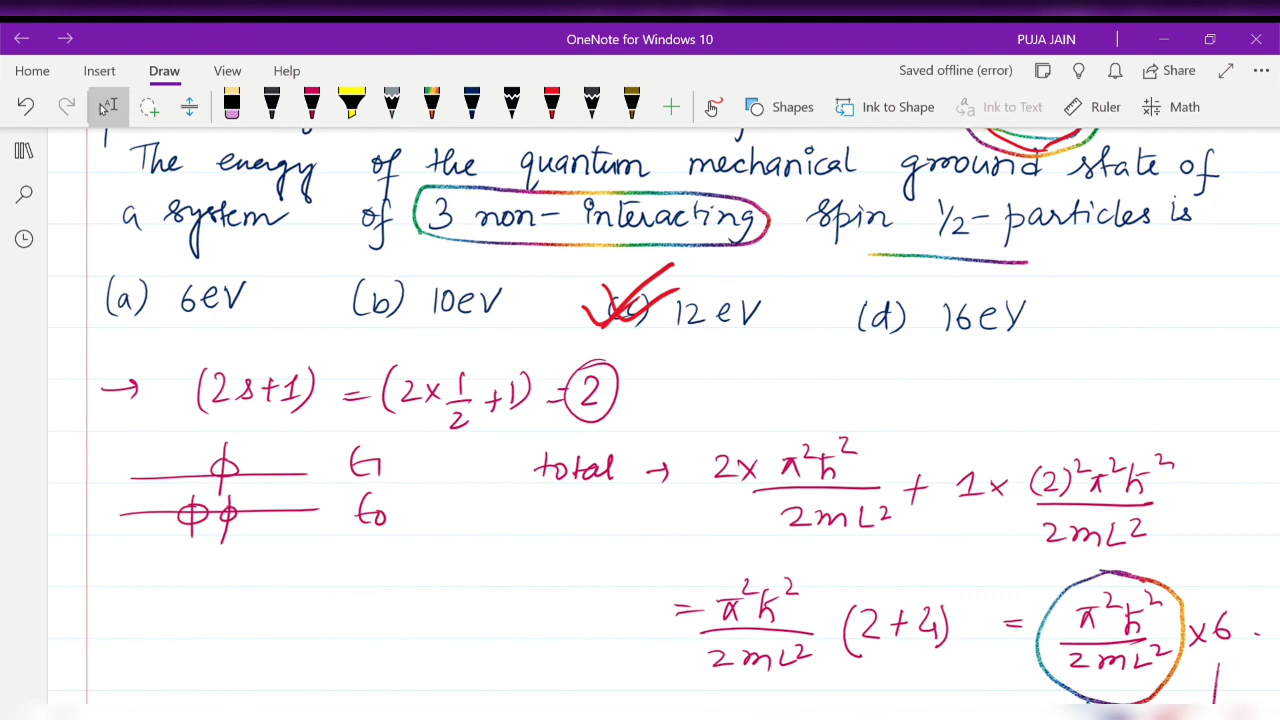 OneNote for Windows 10
PUJA JAIN
Home Insert Draw View Help
Saved offline (error) Share
Shapes Ink to Shape Ink to Text Ruler Math
The energy of the quantum mechanical ground state of
a system of 3 non-interacting spin 1/2-particles is
(a) 6eV (b) 10eV (c) 12eV (d) 16eV
→ (2s+1) = (2×1/2+1) = 2
E1
E0
total → 2× π²ħ²/2mL² + 1× (2)²π²ħ²/2mL²
= π²ħ²/2mL² (2+4) = π²ħ²/2mL² ×6.